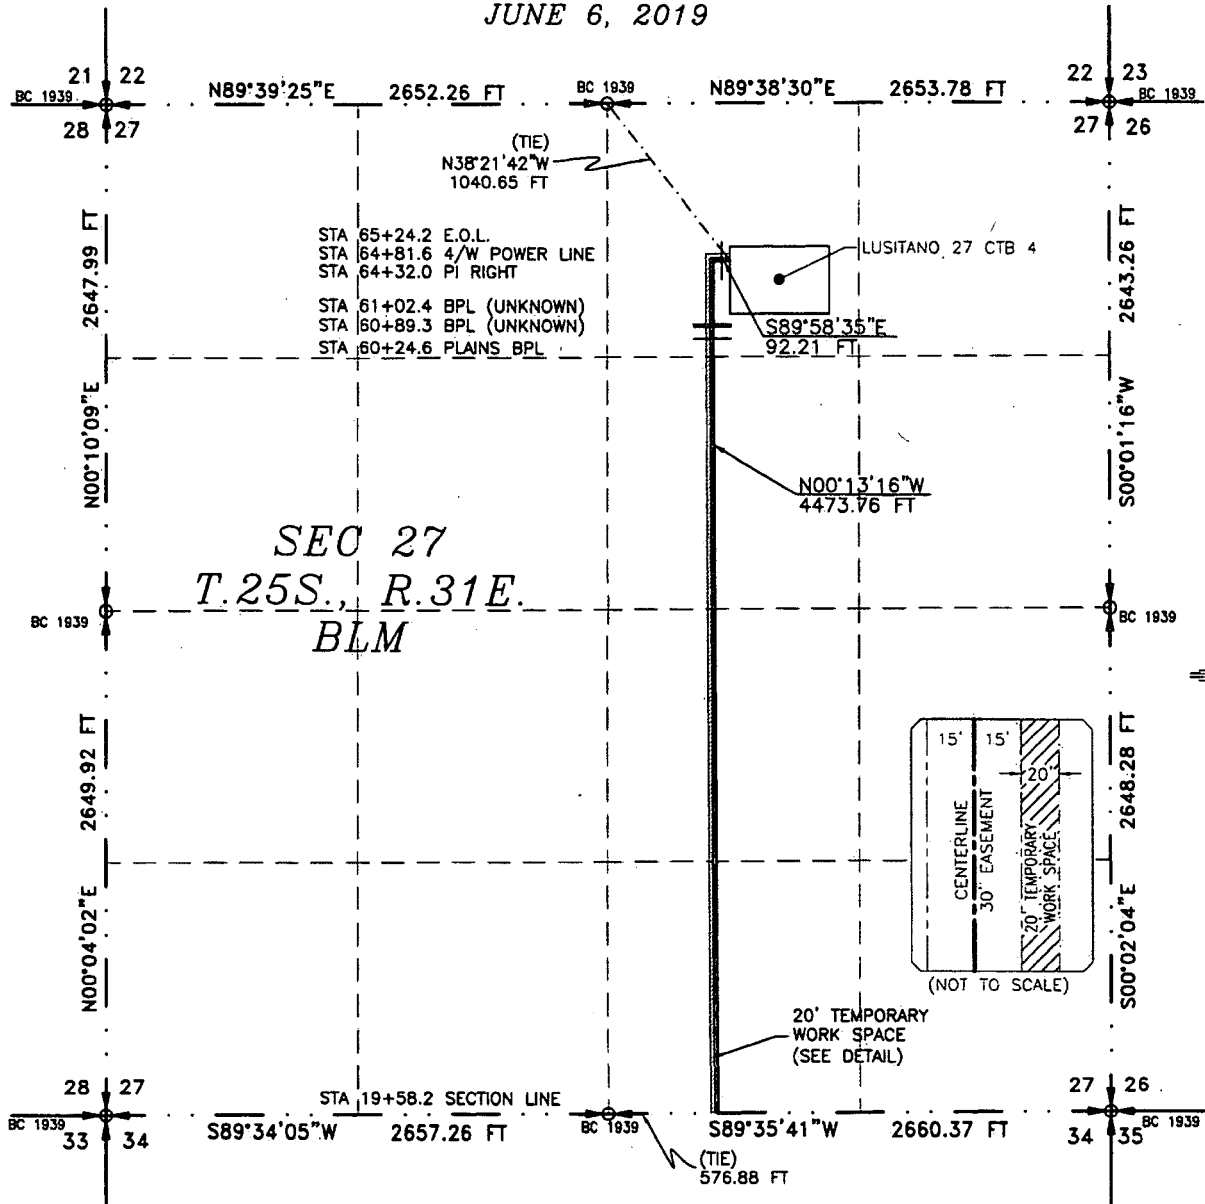 JUNE 6, 2019
21 22
BC 1939
28 27
N89°39'25"E 2652.26 FT
BC 1939
N89°38'30"E 2653.78 FT
22 23
BC 1939
27 26
(TIE)
N38°21'42"W
1040.65 FT
STA 65+24.2 E.O.L.
STA 64+81.6 4/W POWER LINE
STA 64+32.0 PI RIGHT
STA 61+02.4 BPL (UNKNOWN)
STA 60+89.3 BPL (UNKNOWN)
STA 60+24.6 PLAINS BPL
LUSITANO 27 CTB 4
S89°58'35"E
92.21 FT
N00°10'09"E 2647.99 FT
S00°01'16"W 2643.26 FT
N00°13'16"W
4473.76 FT
SEC 27
T.25S., R.31E.
BLM
BC 1939
BC 1939
N00°04'02"E 2649.92 FT
S00°02'04"E 2648.28 FT
15' 15'
20'
CENTERLINE
30' EASEMENT
20' TEMPORARY
WORK SPACE
(NOT TO SCALE)
20' TEMPORARY
WORK SPACE
(SEE DETAIL)
28 27
BC 1939
33 34
STA 19+58.2 SECTION LINE
S89°34'05"W 2657.26 FT
BC 1939
S89°35'41"W 2660.37 FT
27 26
BC 1939
34 35
(TIE)
576.88 FT